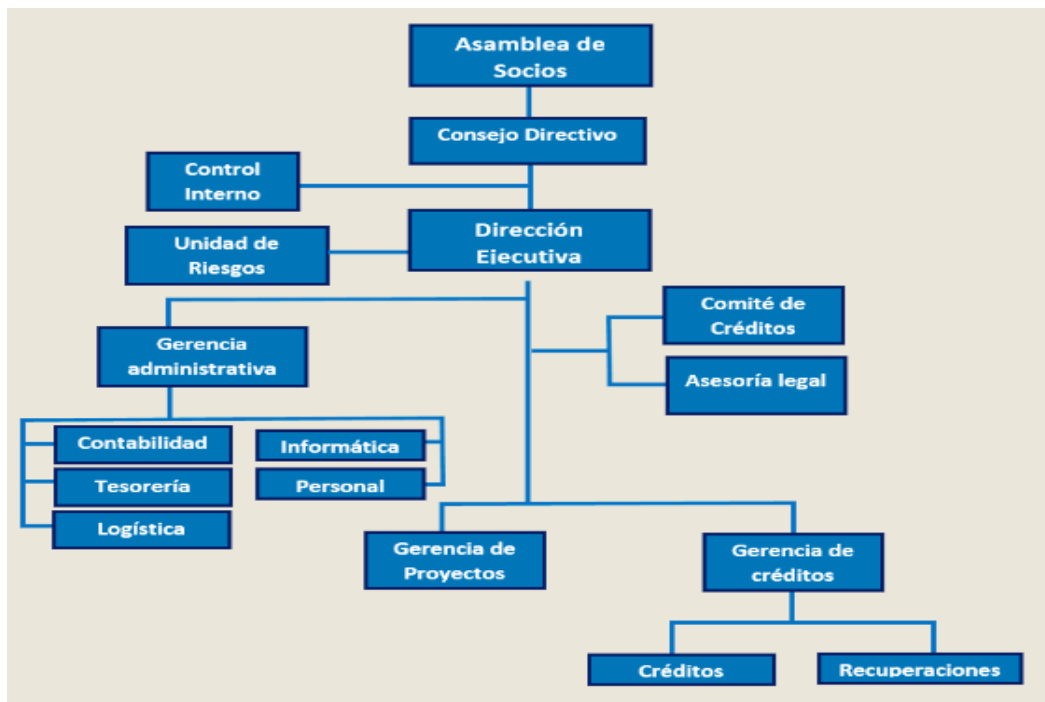 Asamblea de
Socios
Consejo Directivo
Control
Interno
Dirección
Ejecutiva
Unidad de
Riesgos
Comité de
Créditos
Gerencia
administrativa
Asesoría legal
Contabilidad
Informática
Tesorería
Personal
Logística
Gerencia de
Proyectos
Gerencia de
créditos
Créditos
Recuperaciones